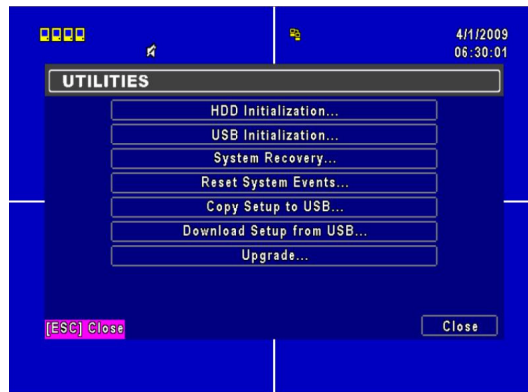 4/1/2009
06:30:01
UTILITIES
HDD Initialization...
USB Initialization...
System Recovery...
Reset System Events...
Copy Setup to USB...
Download Setup from USB...
Upgrade...
[ESC] Close
Close